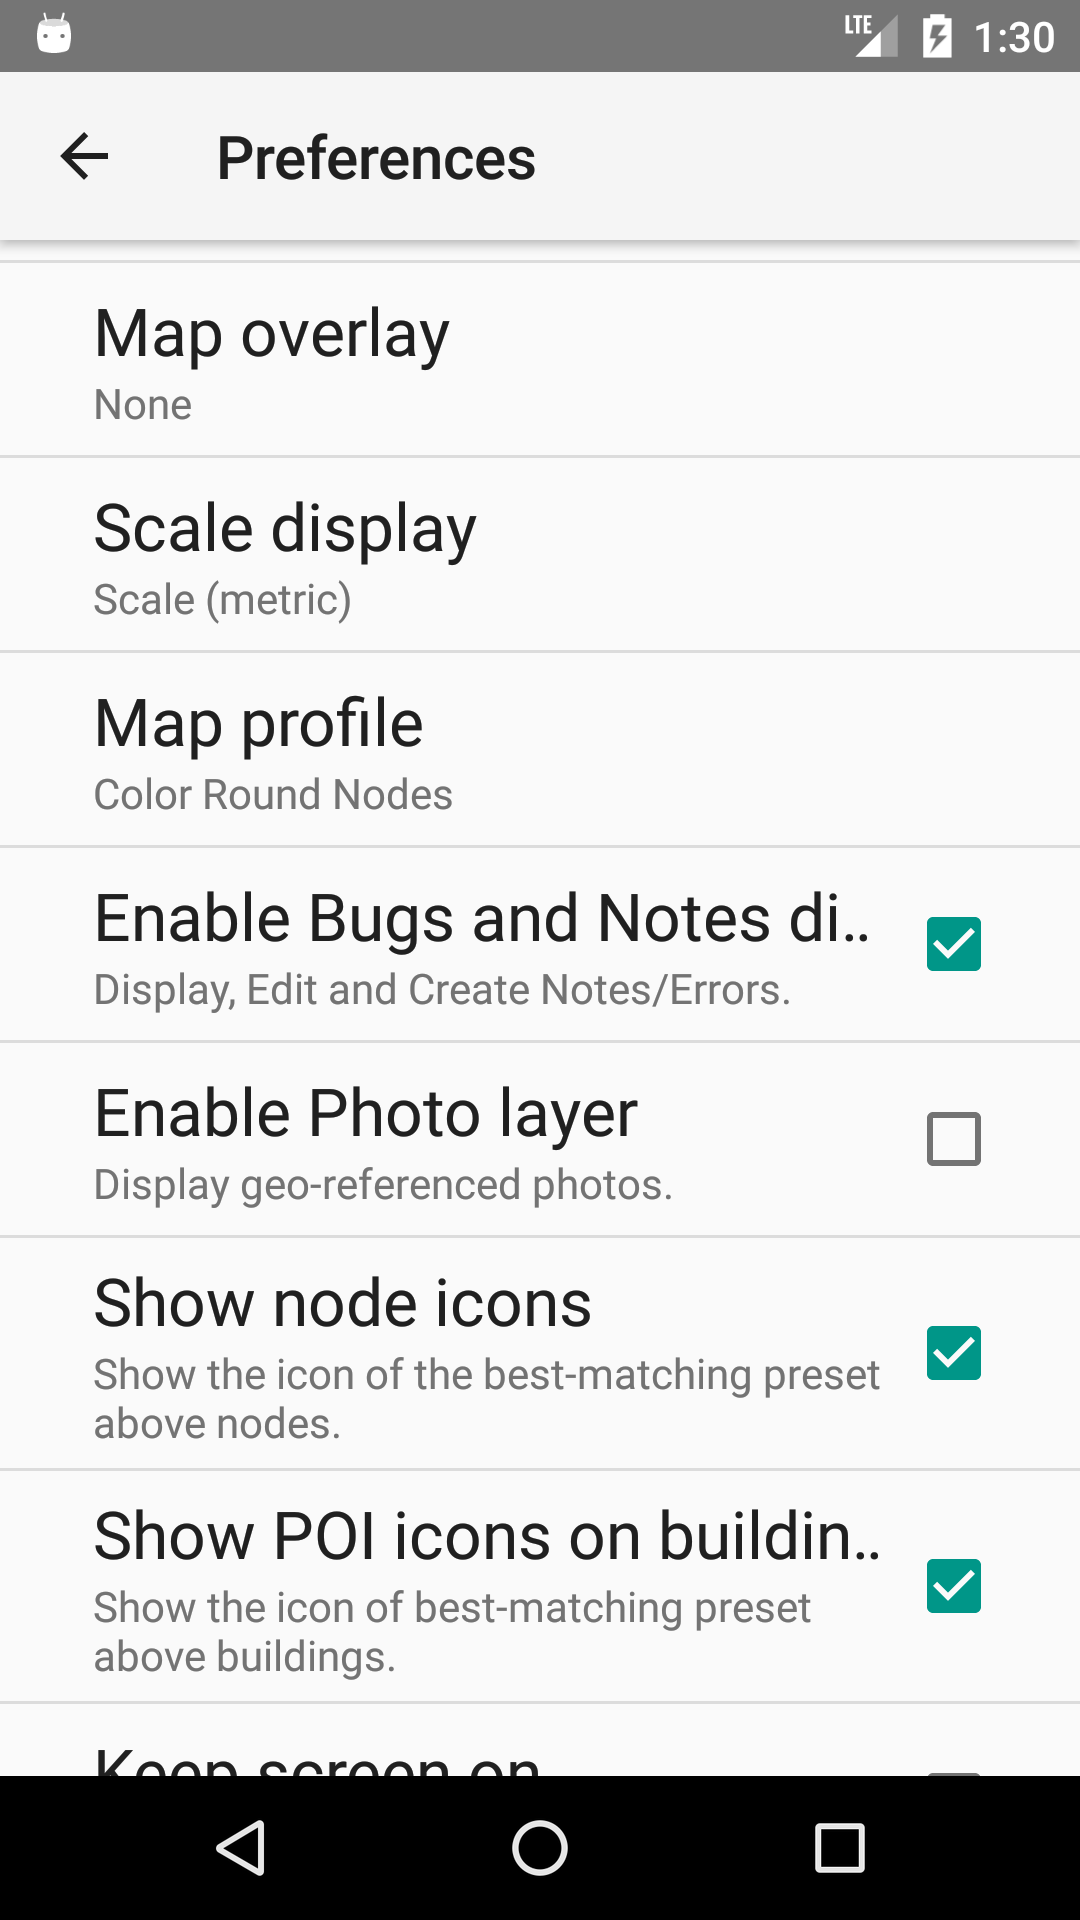 LTE 1:30
Preferences
Map overlay
None
Scale display
Scale (metric)
Map profile
Color Round Nodes
Enable Bugs and Notes di..
Display, Edit and Create Notes/Errors.
Enable Photo layer
Display geo-referenced photos.
Show node icons
Show the icon of the best-matching preset
above nodes.
Show POI icons on buildin..
Show the icon of best-matching preset
above buildings.
Keep screen on